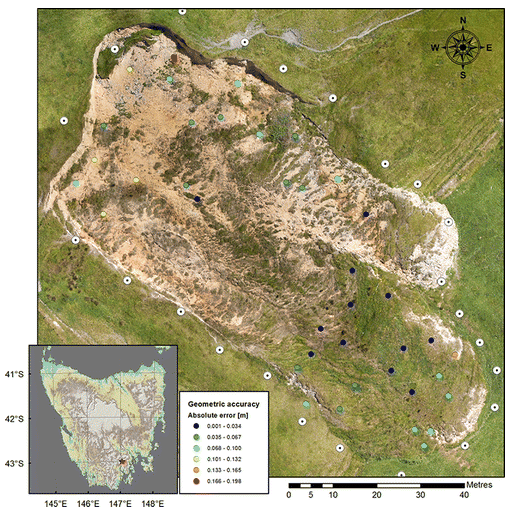 N
W E
S
41°S
42°S
43°S
145°E 146°E 147°E 148°E
Geometric accuracy
Absolute error [m]
0.001 - 0.034
0.035 - 0.067
0.068 - 0.100
0.101 - 0.132
0.133 - 0.165
0.166 - 0.198
Metres
0 5 10 20 30 40